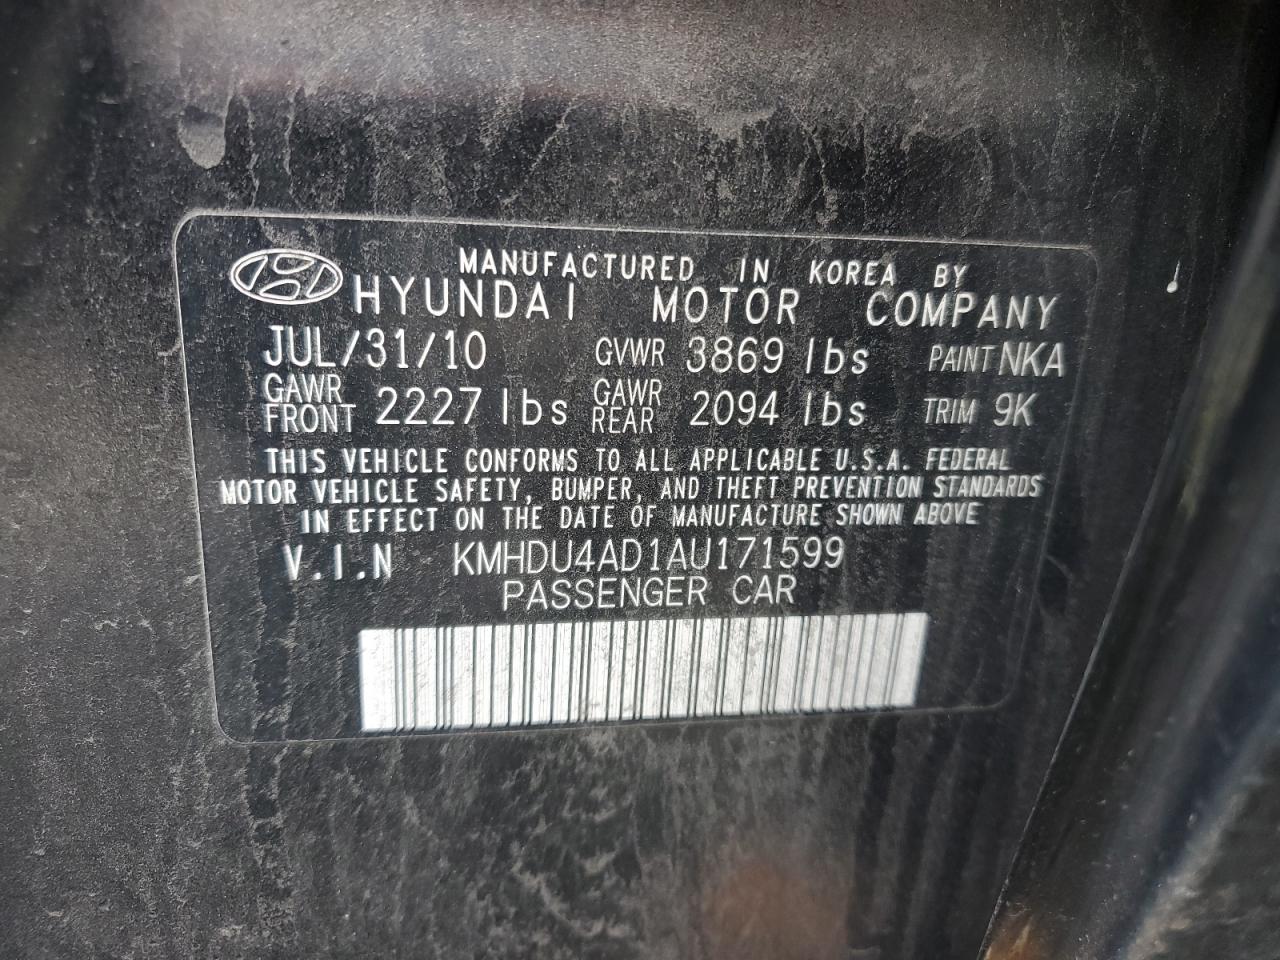 MANUFACTURED IN KOREA BY
HYUNDAI MOTOR COMPANY
JUL/31/10 GVWR 3869 lbs PAINT NKA
GAWR FRONT 2227 lbs GAWR REAR 2094 lbs TRIM 9K
THIS VEHICLE CONFORMS TO ALL APPLICABLE U.S.A. FEDERAL
MOTOR VEHICLE SAFETY, BUMPER, AND THEFT PREVENTION STANDARDS
IN EFFECT ON THE DATE OF MANUFACTURE SHOWN ABOVE
V.I.N KMHDU4AD1AU171599
PASSENGER CAR